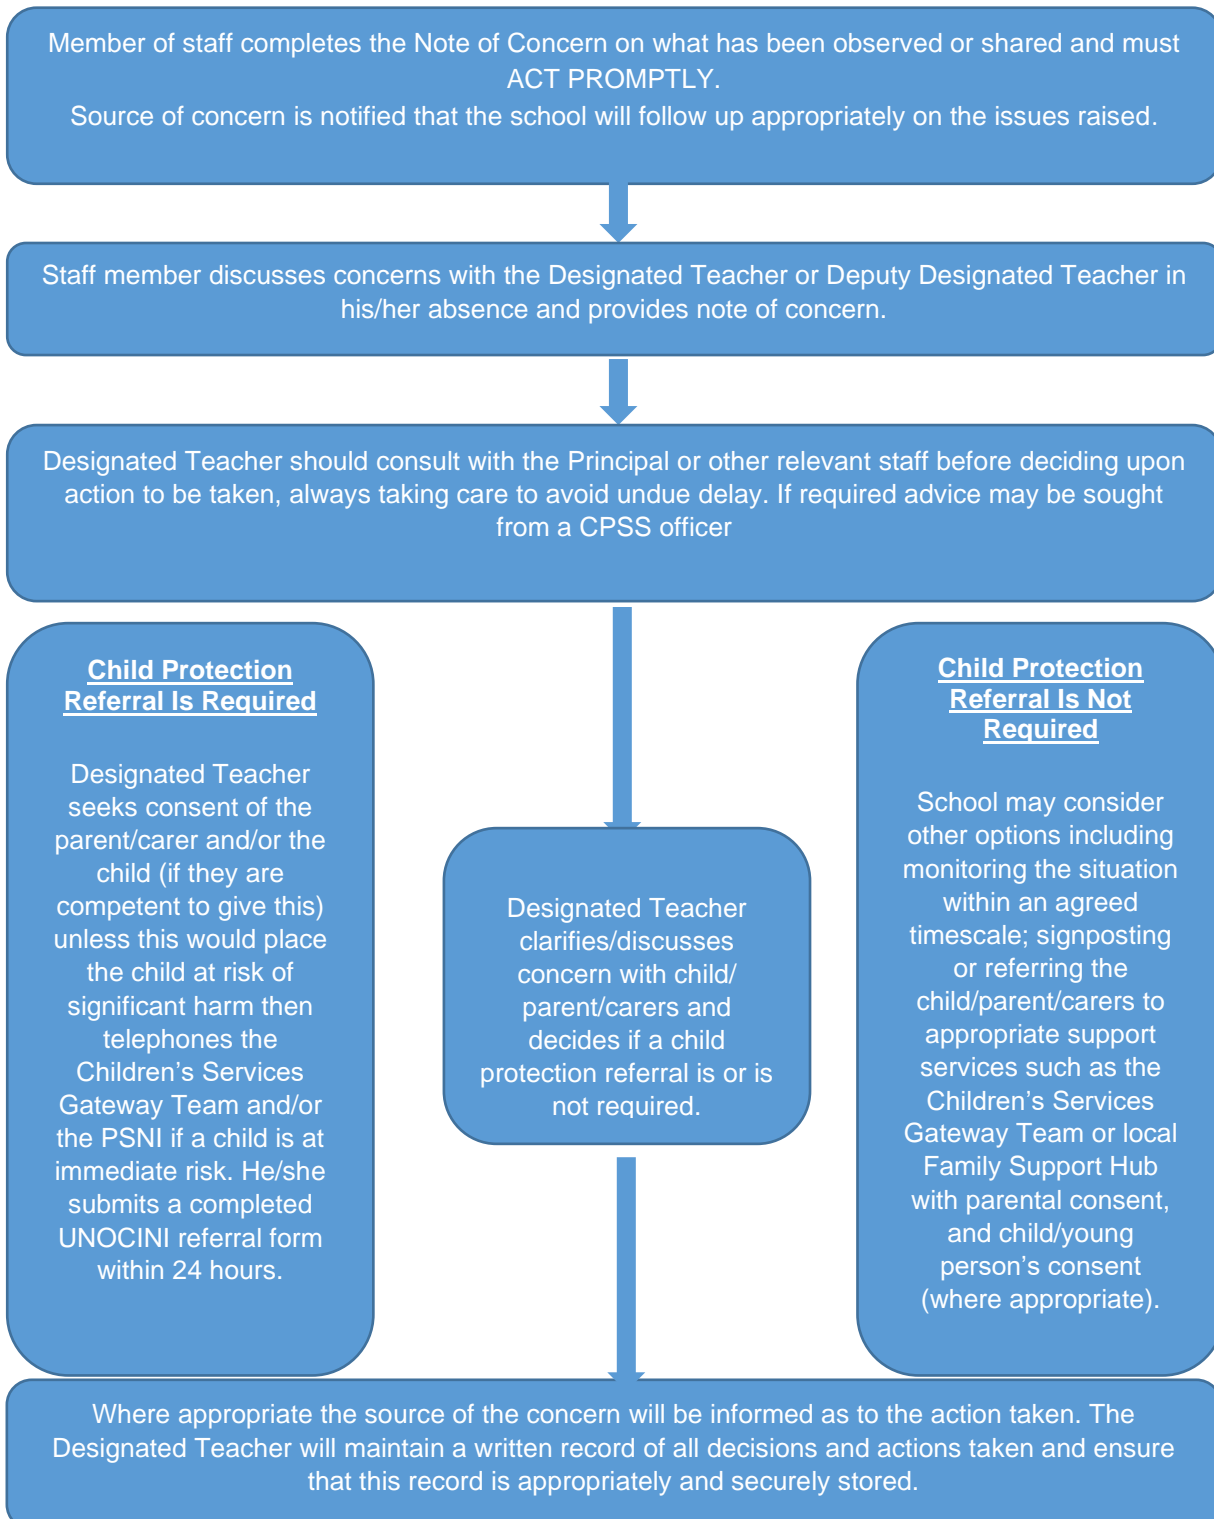 Member of staff completes the Note of Concern on what has been observed or shared and must
ACT PROMPTLY.
Source of concern is notified that the school will follow up appropriately on the issues raised.
Staff member discusses concerns with the Designated Teacher or Deputy Designated Teacher in
his/her absence and provides note of concern.
Designated Teacher should consult with the Principal or other relevant staff before deciding upon
action to be taken, always taking care to avoid undue delay. If required advice may be sought
from a CPSS officer
Child Protection
Referral Is Required
Designated Teacher
seeks consent of the
parent/carer and/or the
child (if they are
competent to give this)
unless this would place
the child at risk of
significant harm then
telephones the
Children’s Services
Gateway Team and/or
the PSNI if a child is at
immediate risk. He/she
submits a completed
UNOCINI referral form
within 24 hours.
Designated Teacher
clarifies/discusses
concern with child/
parent/carers and
decides if a child
protection referral is or is
not required.
Child Protection
Referral Is Not
Required
School may consider
other options including
monitoring the situation
within an agreed
timescale; signposting
or referring the
child/parent/carers to
appropriate support
services such as the
Children’s Services
Gateway Team or local
Family Support Hub
with parental consent,
and child/young
person’s consent
(where appropriate).
Where appropriate the source of the concern will be informed as to the action taken. The
Designated Teacher will maintain a written record of all decisions and actions taken and ensure
that this record is appropriately and securely stored.